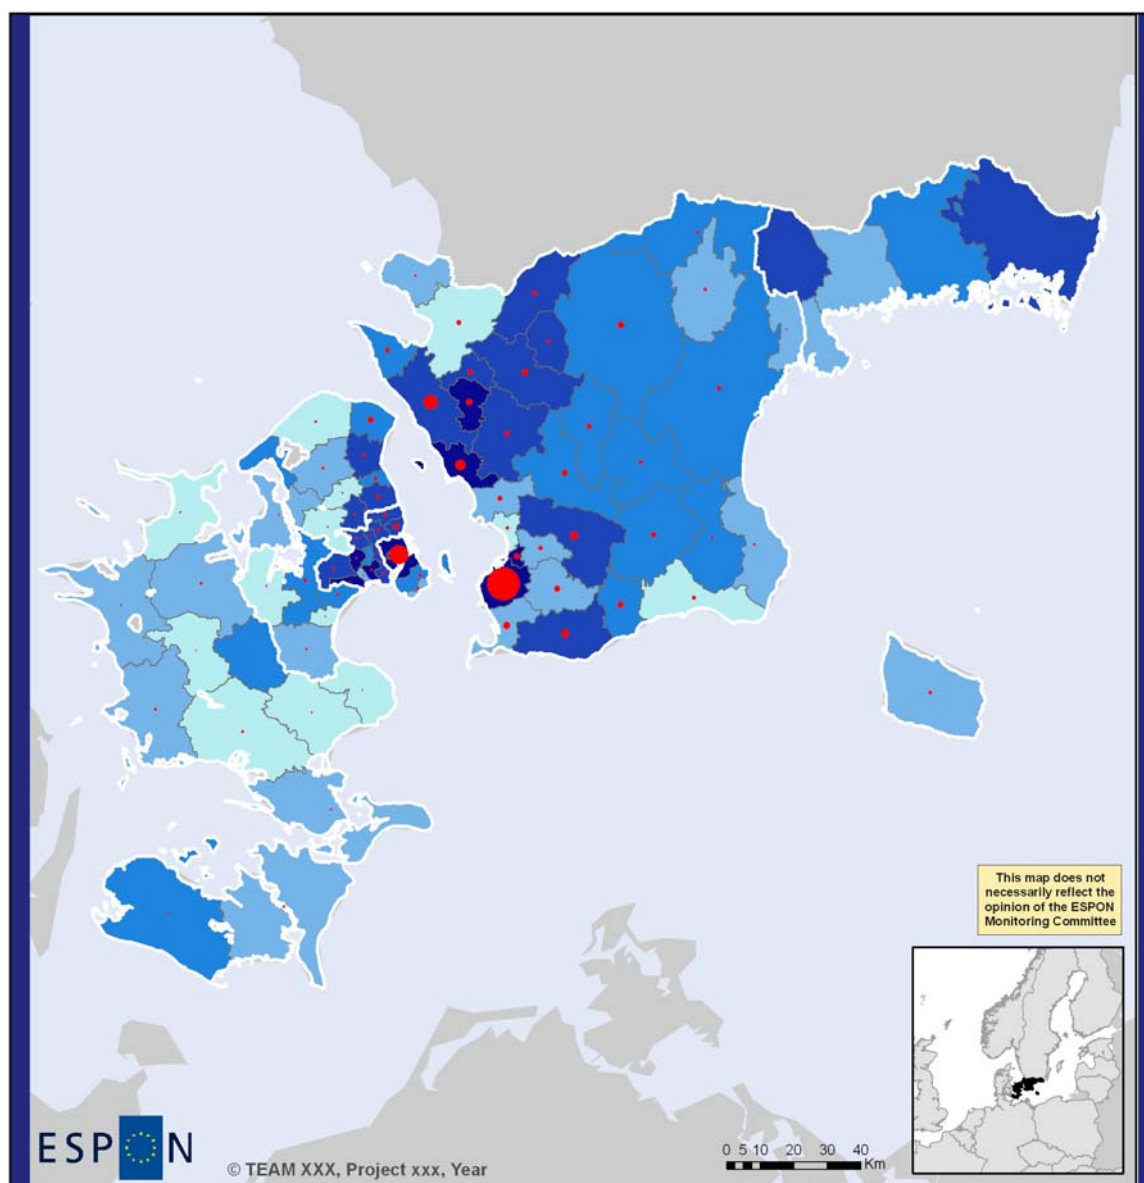 This map does not
necessarily reflect the
opinion of the ESPON
Monitoring Committee
ESPON
© TEAM XXX, Project xxx, Year
0 5 10 20 30 40
Km